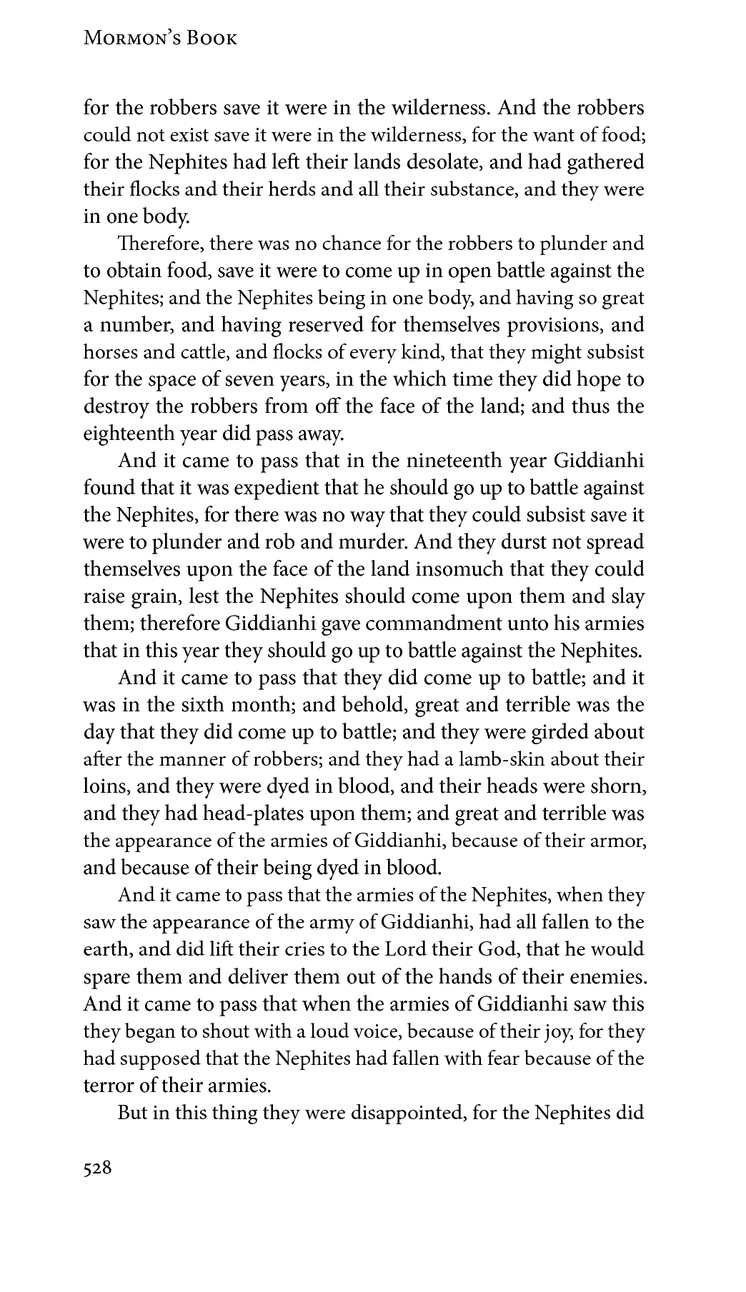 Mormon's Book
for the robbers save it were in the wilderness. And the robbers
could not exist save it were in the wilderness, for the want of food;
for the Nephites had left their lands desolate, and had gathered
their flocks and their herds and all their substance, and they were
in one body.
Therefore, there was no chance for the robbers to plunder and
to obtain food, save it were to come up in open battle against the
Nephites; and the Nephites being in one body, and having so great
a number, and having reserved for themselves provisions, and
horses and cattle, and flocks of every kind, that they might subsist
for the space of seven years, in the which time they did hope to
destroy the robbers from off the face of the land; and thus the
eighteenth year did pass away.
And it came to pass that in the nineteenth year Giddianhi
found that it was expedient that he should go up to battle against
the Nephites, for there was no way that they could subsist save it
were to plunder and rob and murder. And they durst not spread
themselves upon the face of the land insomuch that they could
raise grain, lest the Nephites should come upon them and slay
them; therefore Giddianhi gave commandment unto his armies
that in this year they should go up to battle against the Nephites.
And it came to pass that they did come up to battle; and it
was in the sixth month; and behold, great and terrible was the
day that they did come up to battle; and they were girded about
after the manner of robbers; and they had a lamb-skin about their
loins, and they were dyed in blood, and their heads were shorn,
and they had head-plates upon them; and great and terrible was
the appearance of the armies of Giddianhi, because of their armor,
and because of their being dyed in blood.
And it came to pass that the armies of the Nephites, when they
saw the appearance of the army of Giddianhi, had all fallen to the
earth, and did lift their cries to the Lord their God, that he would
spare them and deliver them out of the hands of their enemies.
And it came to pass that when the armies of Giddianhi saw this
they began to shout with a loud voice, because of their joy, for they
had supposed that the Nephites had fallen with fear because of the
terror of their armies.
But in this thing they were disappointed, for the Nephites did
528